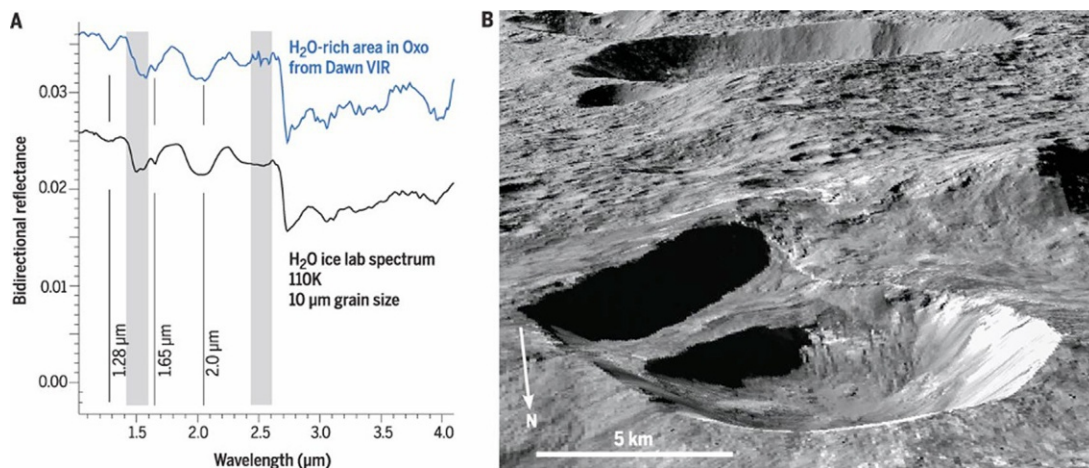 A
H₂O-rich area in Oxo
from Dawn VIR
H₂O ice lab spectrum
110K
10 µm grain size
Bidirectional reflectance
0.03
0.02
0.01
0.00
1.28 µm
1.65 µm
2.0 µm
1.5
2.0
2.5
3.0
3.5
4.0
Wavelength (µm)
B
N
5 km